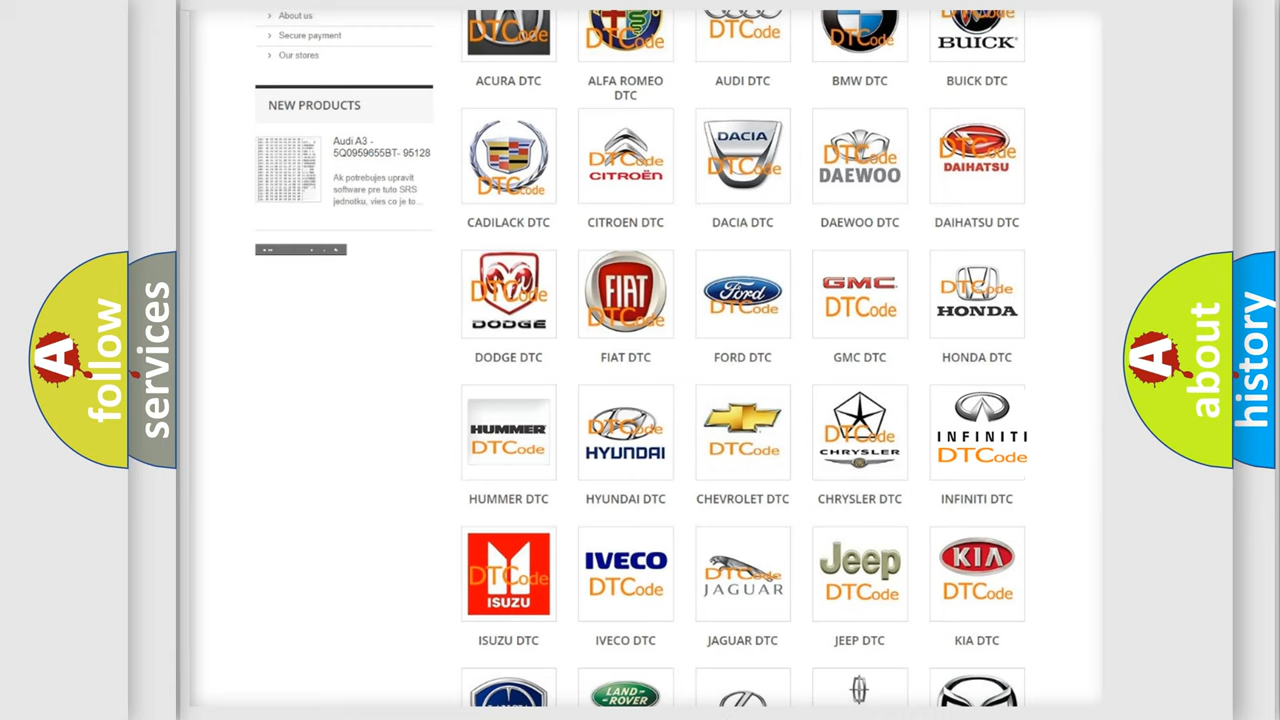 About us
Secure payment
Our stores
NEW PRODUCTS
Audi A3 -
5Q0959655BT- 95128
Ak potrebujes upravit
software pre tuto SRS
jednotku, vies co je to...
DTCode
DTCode
DTCode
DTCode
BUICK
ACURA DTC
ALFA ROMEO
DTC
AUDI DTC
BMW DTC
BUICK DTC
DTCode
DTCode
CITROËN
DACIA
DTCode
DTCode
DAEWOO
DTCode
DAIHATSU
CADILACK DTC
CITROEN DTC
DACIA DTC
DAEWOO DTC
DAIHATSU DTC
DTCode
DODGE
FIAT
DTCode
Ford
DTCode
GMC
DTCode
DTCode
HONDA
DODGE DTC
FIAT DTC
FORD DTC
GMC DTC
HONDA DTC
HUMMER
DTCode
DTCode
HYUNDAI
DTCode
DTCode
CHRYSLER
INFINITI
DTCode
HUMMER DTC
HYUNDAI DTC
CHEVROLET DTC
CHRYSLER DTC
INFINITI DTC
DTCode
ISUZU
IVECO
DTCode
DTCode
JAGUAR
Jeep
DTCode
KIA
DTCode
ISUZU DTC
IVECO DTC
JAGUAR DTC
JEEP DTC
KIA DTC
LAND-
ROVER
A
follow
services
A
about
history